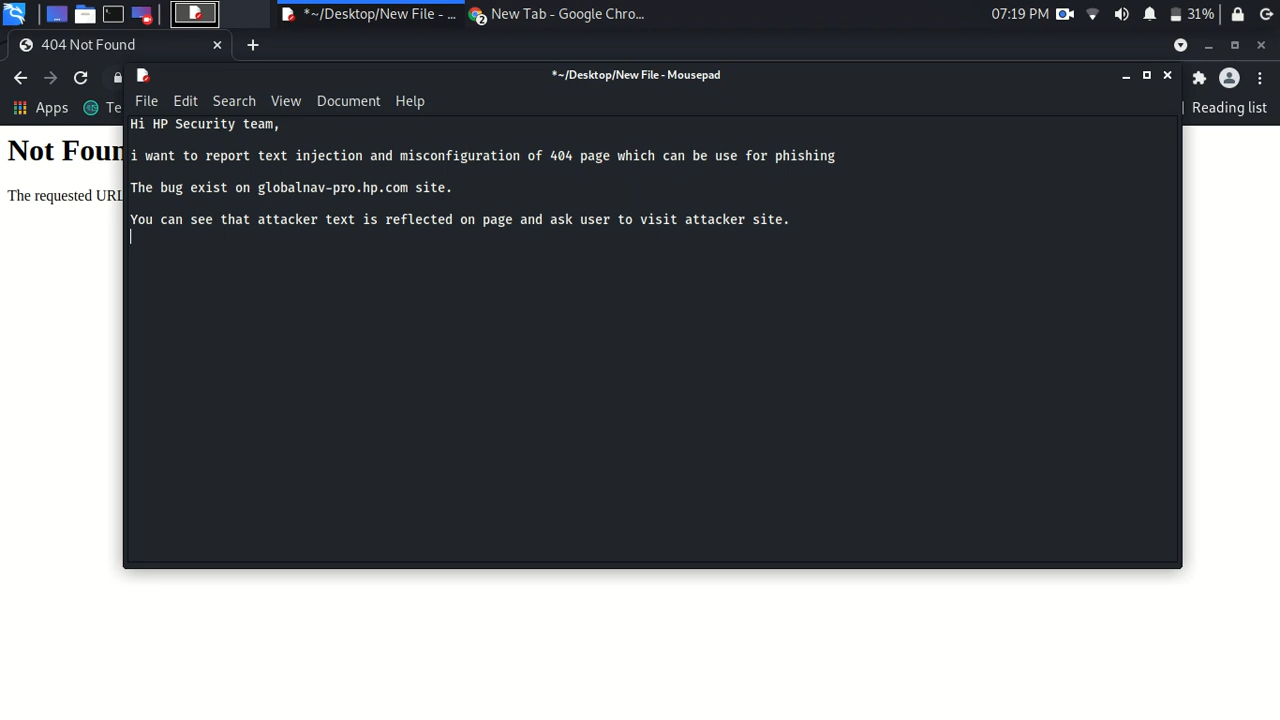 *~/Desktop/New File - ...
New Tab - Google Chro...
07:19 PM
31%
404 Not Found
*~/Desktop/New File - Mousepad
File Edit Search View Document Help
Apps
Te
Reading list
Not Foun
The requested URL
Hi HP Security team,
i want to report text injection and misconfiguration of 404 page which can be use for phishing
The bug exist on globalnav-pro.hp.com site.
You can see that attacker text is reflected on page and ask user to visit attacker site.